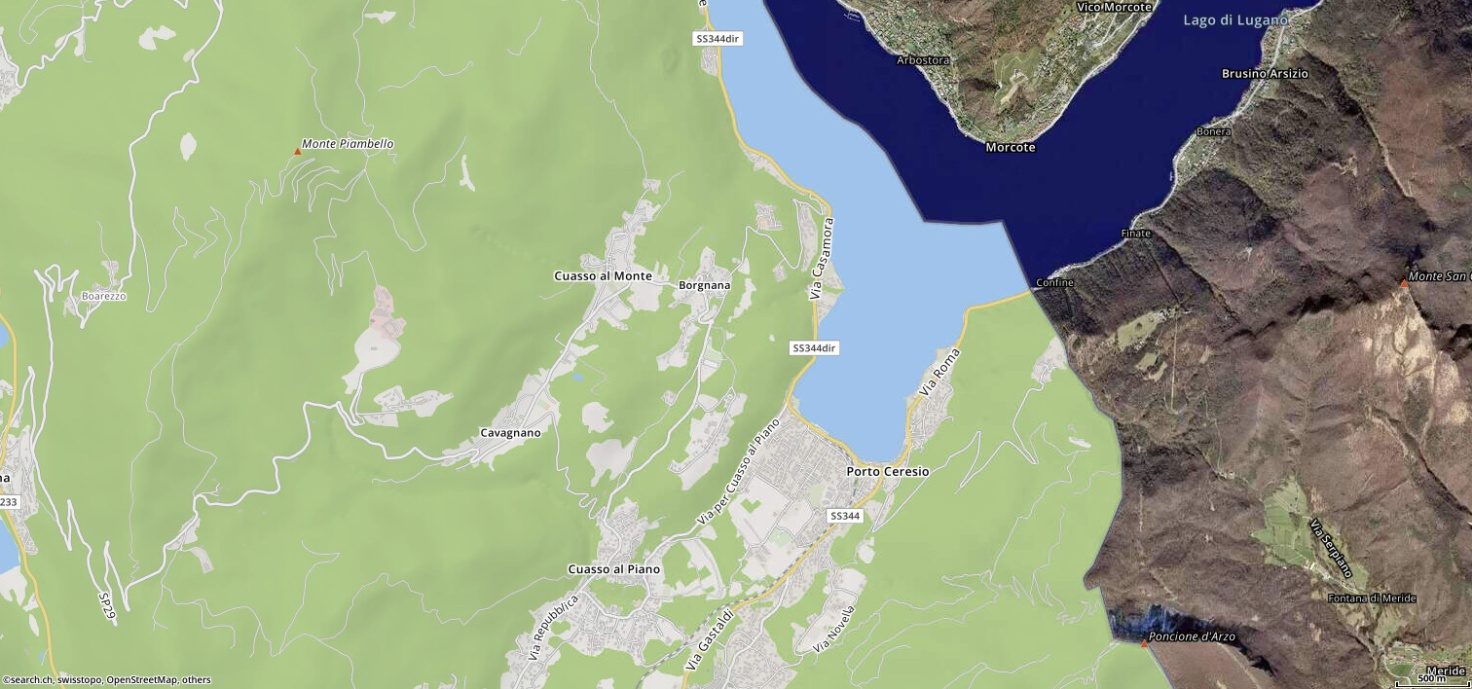 Vico Morcote
Lago di Lugano
SS344dir
Arbostora
Brusino Arsizio
Bonera
Monte Piambello
Morcote
Via Casamora
Finate
Cuasso al Monte
Borgnana
Confine
Monte San
Boarezzo
SS344dir
Via Roma
Cavagnano
Via per Cuasso al Piano
Porto Ceresio
233
SS344
Via Serpiano
Cuasso al Piano
SP29
Fontana di Meride
Via Repubblica
Via Gastaldi
Via Novella
Poncione d'Arzo
Meride
500 m
©search.ch, swisstopo, OpenStreetMap, others